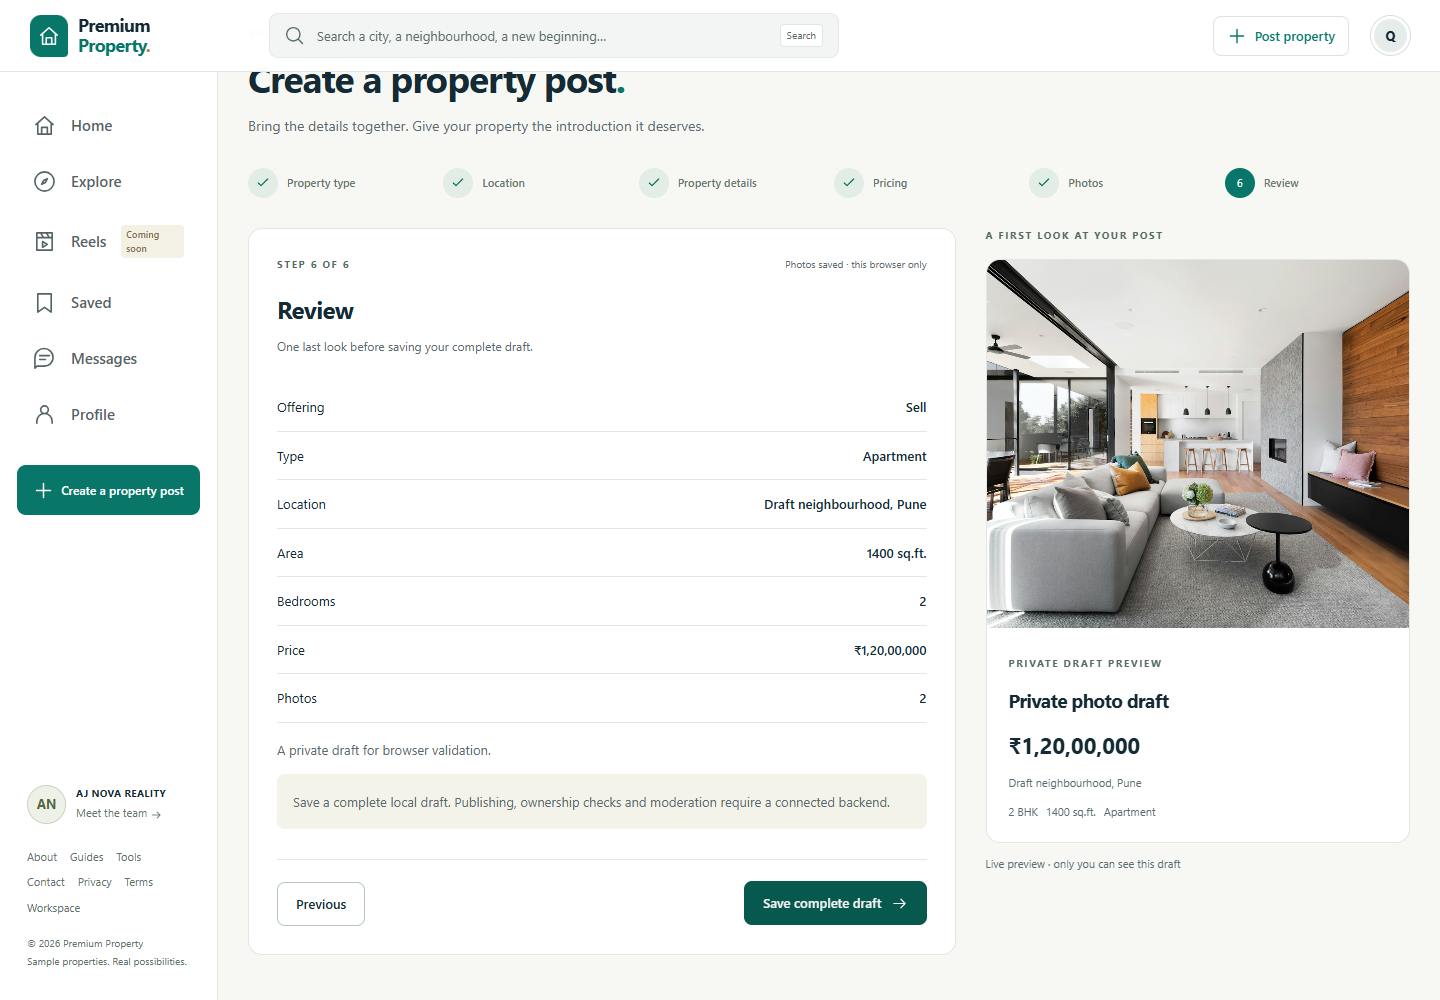 Premium
Property.
Search a city, a neighbourhood, a new beginning...
Search
Post property
Q
Home
Explore
Reels
Coming
soon
Saved
Messages
Profile
Create a property post
AN
AJ NOVA REALITY
Meet the team →
About Guides Tools
Contact Privacy Terms
Workspace
© 2026 Premium Property
Sample properties. Real possibilities.
Create a property post.
Bring the details together. Give your property the introduction it deserves.
Property type
Location
Property details
Pricing
Photos
6 Review
STEP 6 OF 6
Photos saved · this browser only
Review
One last look before saving your complete draft.
Offering Sell
Type Apartment
Location Draft neighbourhood, Pune
Area 1400 sq.ft.
Bedrooms 2
Price ₹1,20,00,000
Photos 2
A private draft for browser validation.
Save a complete local draft. Publishing, ownership checks and moderation require a connected backend.
Previous
Save complete draft →
A FIRST LOOK AT YOUR POST
PRIVATE DRAFT PREVIEW
Private photo draft
₹1,20,00,000
Draft neighbourhood, Pune
2 BHK 1400 sq.ft. Apartment
Live preview · only you can see this draft